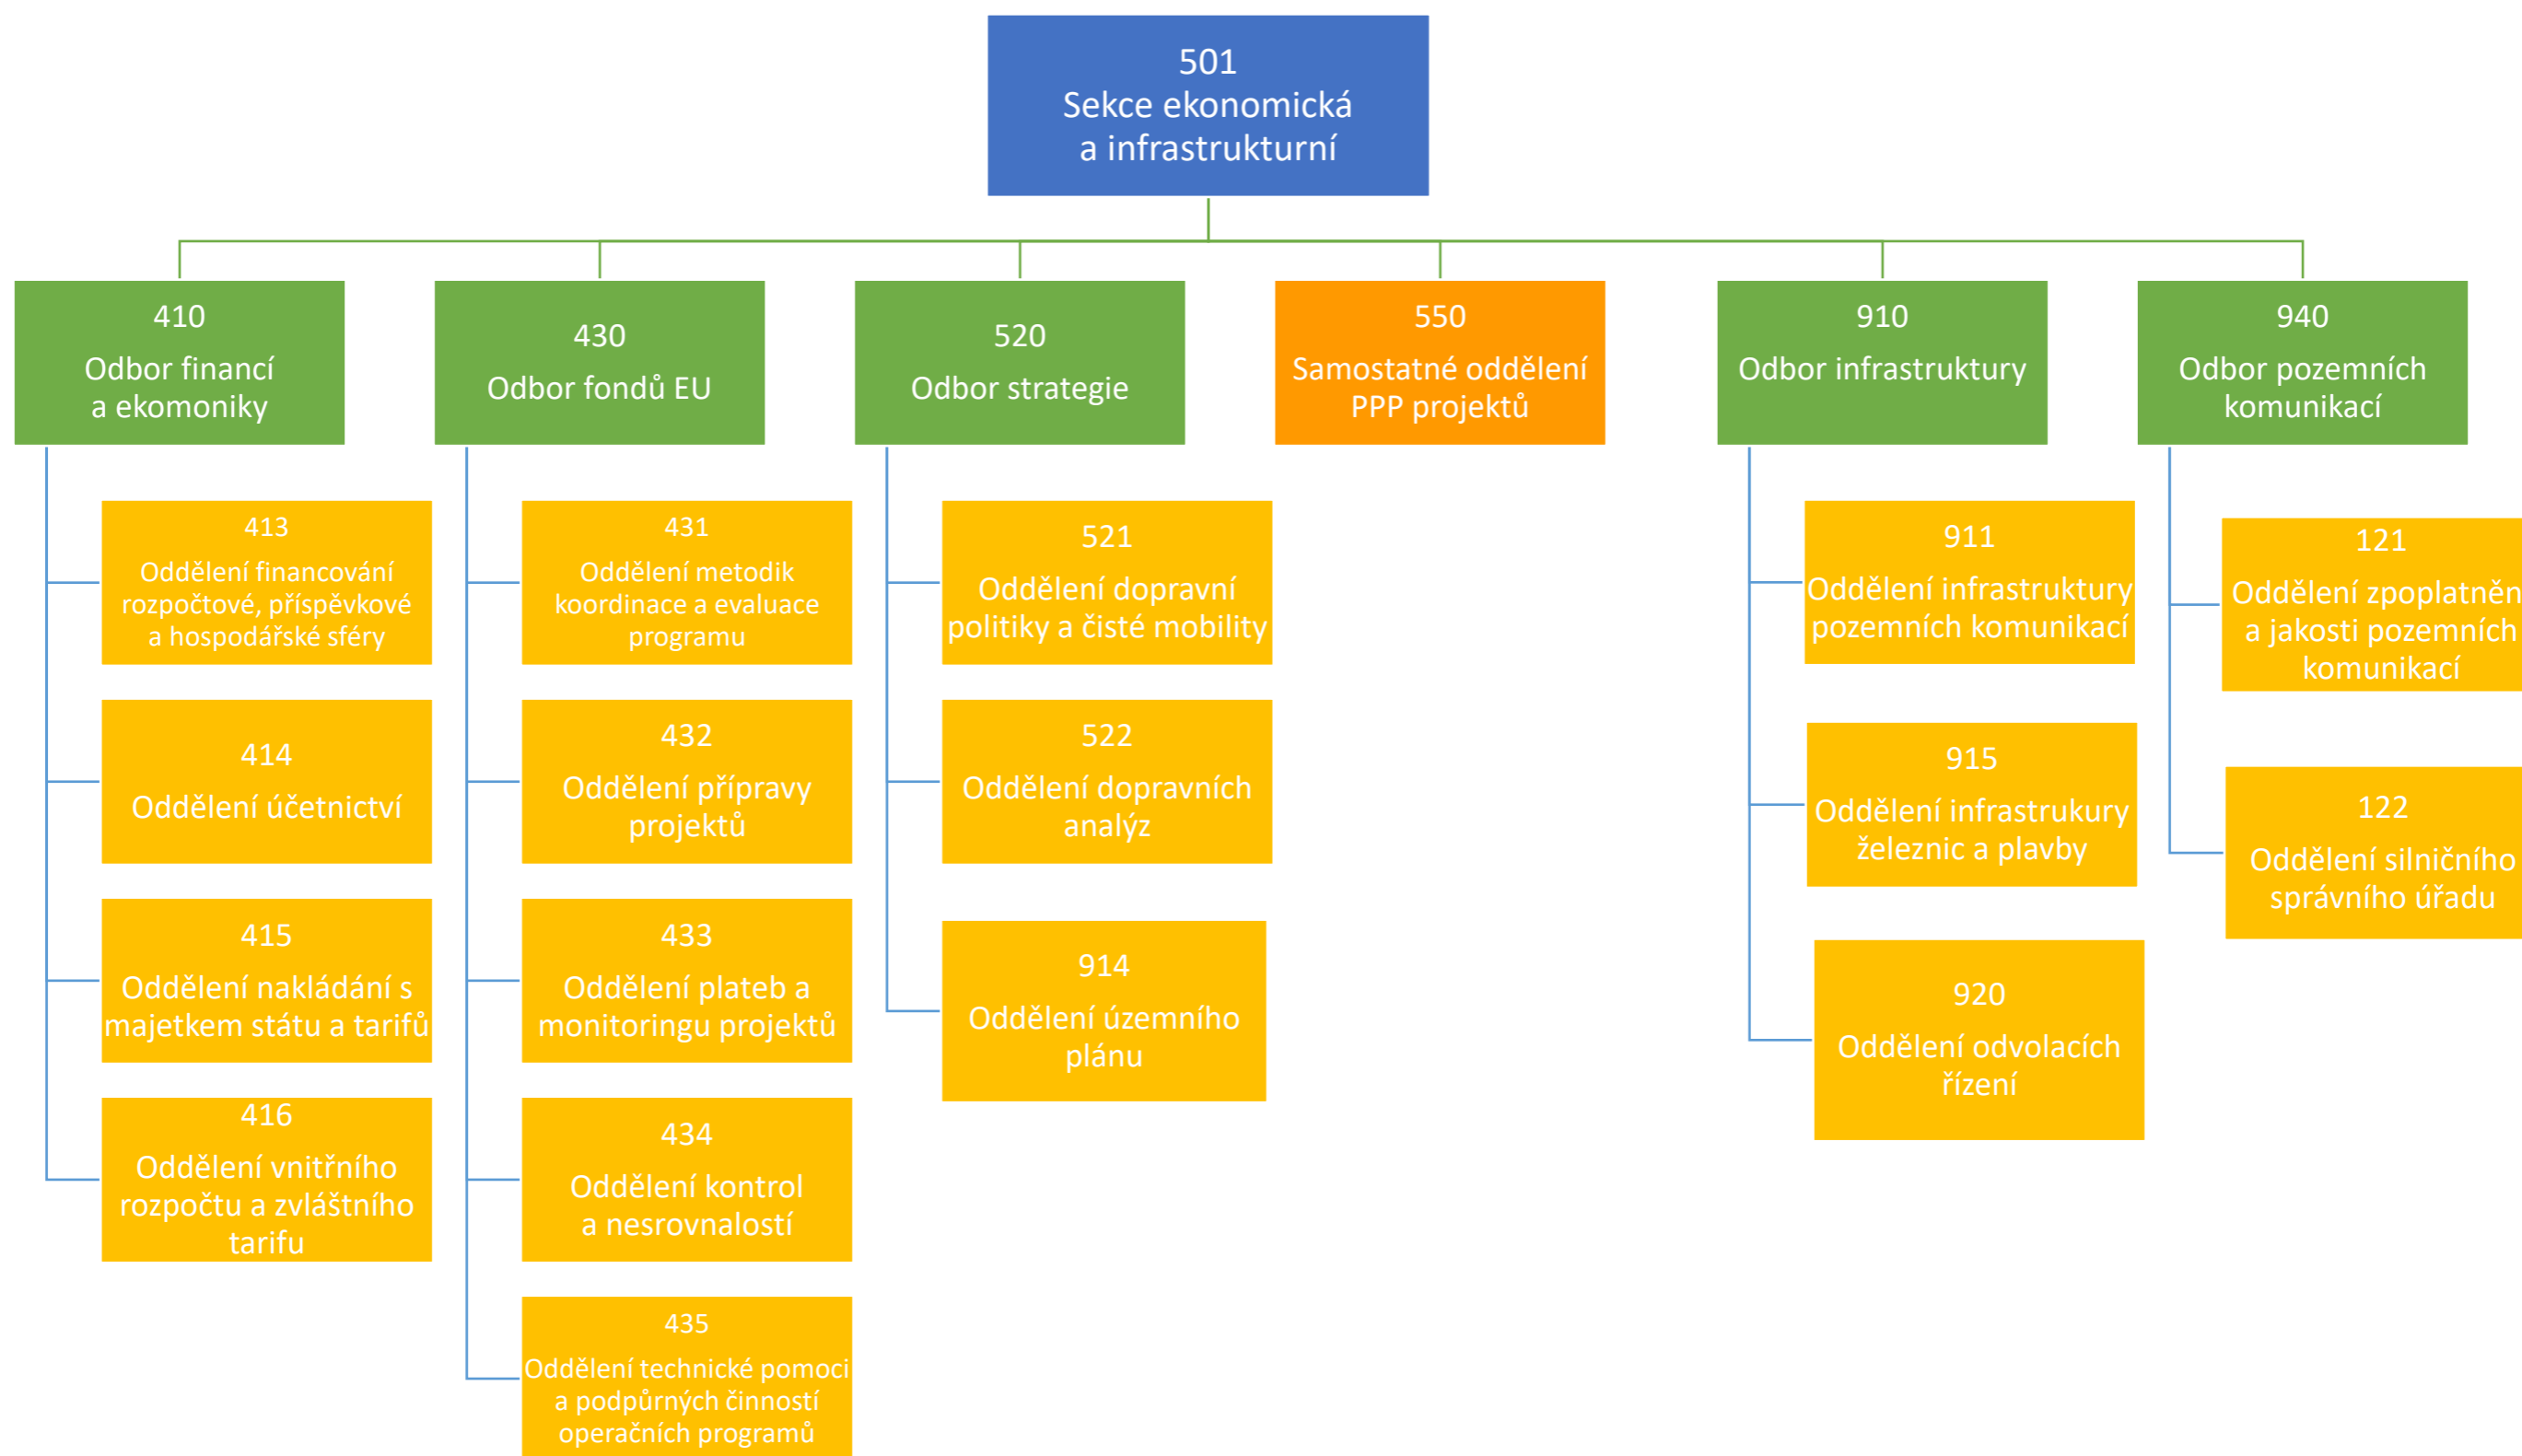 501
Sekce ekonomická
a infrastrukturní
410
Odbor financí
a ekomoniky
430
Odbor fondů EU
520
Odbor strategie
550
Samostatné oddělení
PPP projektů
910
Odbor infrastruktury
940
Odbor pozemních
komunikací
413
Oddělení financování
rozpočtové, příspěvkové
a hospodářské sféry
414
Oddělení účetnictví
415
Oddělení nakládání s
majetkem státu a tarifů
416
Oddělení vnitřního
rozpočtu a zvláštního
tarifu
431
Oddělení metodik
koordinace a evaluace
programu
432
Oddělení přípravy
projektů
433
Oddělení plateb a
monitoringu projektů
434
Oddělení kontrol
a nesrovnalostí
435
Oddělení technické pomoci
a podpůrných činností
operačních programů
521
Oddělení dopravní
politiky a čisté mobility
522
Oddělení dopravních
analýz
914
Oddělení územního
plánu
911
Oddělení infrastruktury
pozemních komunikací
915
Oddělení infrastrukury
železnic a plavby
920
Oddělení odvolacích
řízení
121
Oddělení zpoplatněn
a jakosti pozemních
komunikací
122
Oddělení silničního
správního úřadu